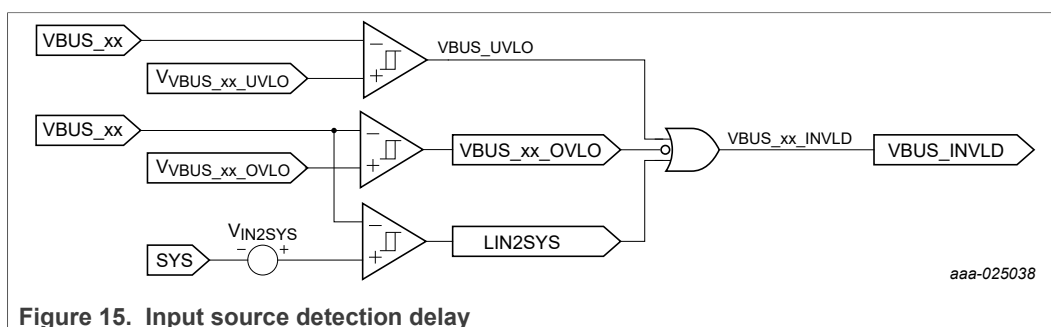 VBUS_xx
VBUS_UVLO
VVBUS_xx_UVLO
VBUS_xx
VBUS_xx_OVLO
VBUS_xx_INVLD
VBUS_INVLD
VVBUS_xx_OVLO
VIN2SYS
LIN2SYS
SYS
aaa-025038
Figure 15. Input source detection delay